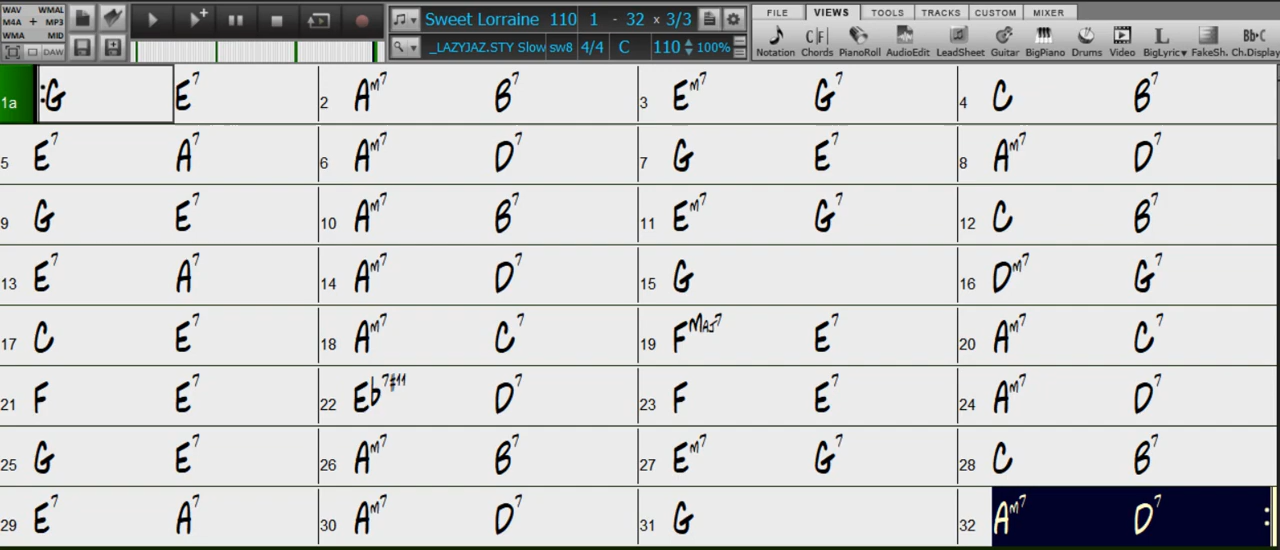 WAV WMAL
M4A + MP3
WMA MID
DAW
Sweet Lorraine 110 1 - 32 x 3/3
_LAZYJAZ.STY Slow sw8 4/4 C 110 100%
FILE VIEWS TOOLS TRACKS CUSTOM MIXER
Notation Chords PianoRoll AudioEdit LeadSheet Guitar BigPiano Drums Video BigLyric FakeSh. Ch.Display
1a :G E7 2 Am7 B7 3 Em7 G7 4 C B7
5 E7 A7 6 Am7 D7 7 G E7 8 Am7 D7
9 G E7 10 Am7 B7 11 Em7 G7 12 C B7
13 E7 A7 14 Am7 D7 15 G 16 Dm7 G7
17 C E7 18 Am7 C7 19 FMaj7 E7 20 Am7 C7
21 F E7 22 Eb7#11 D7 23 F E7 24 Am7 D7
25 G E7 26 Am7 B7 27 Em7 G7 28 C B7
29 E7 A7 30 Am7 D7 31 G 32 Am7 D7 :